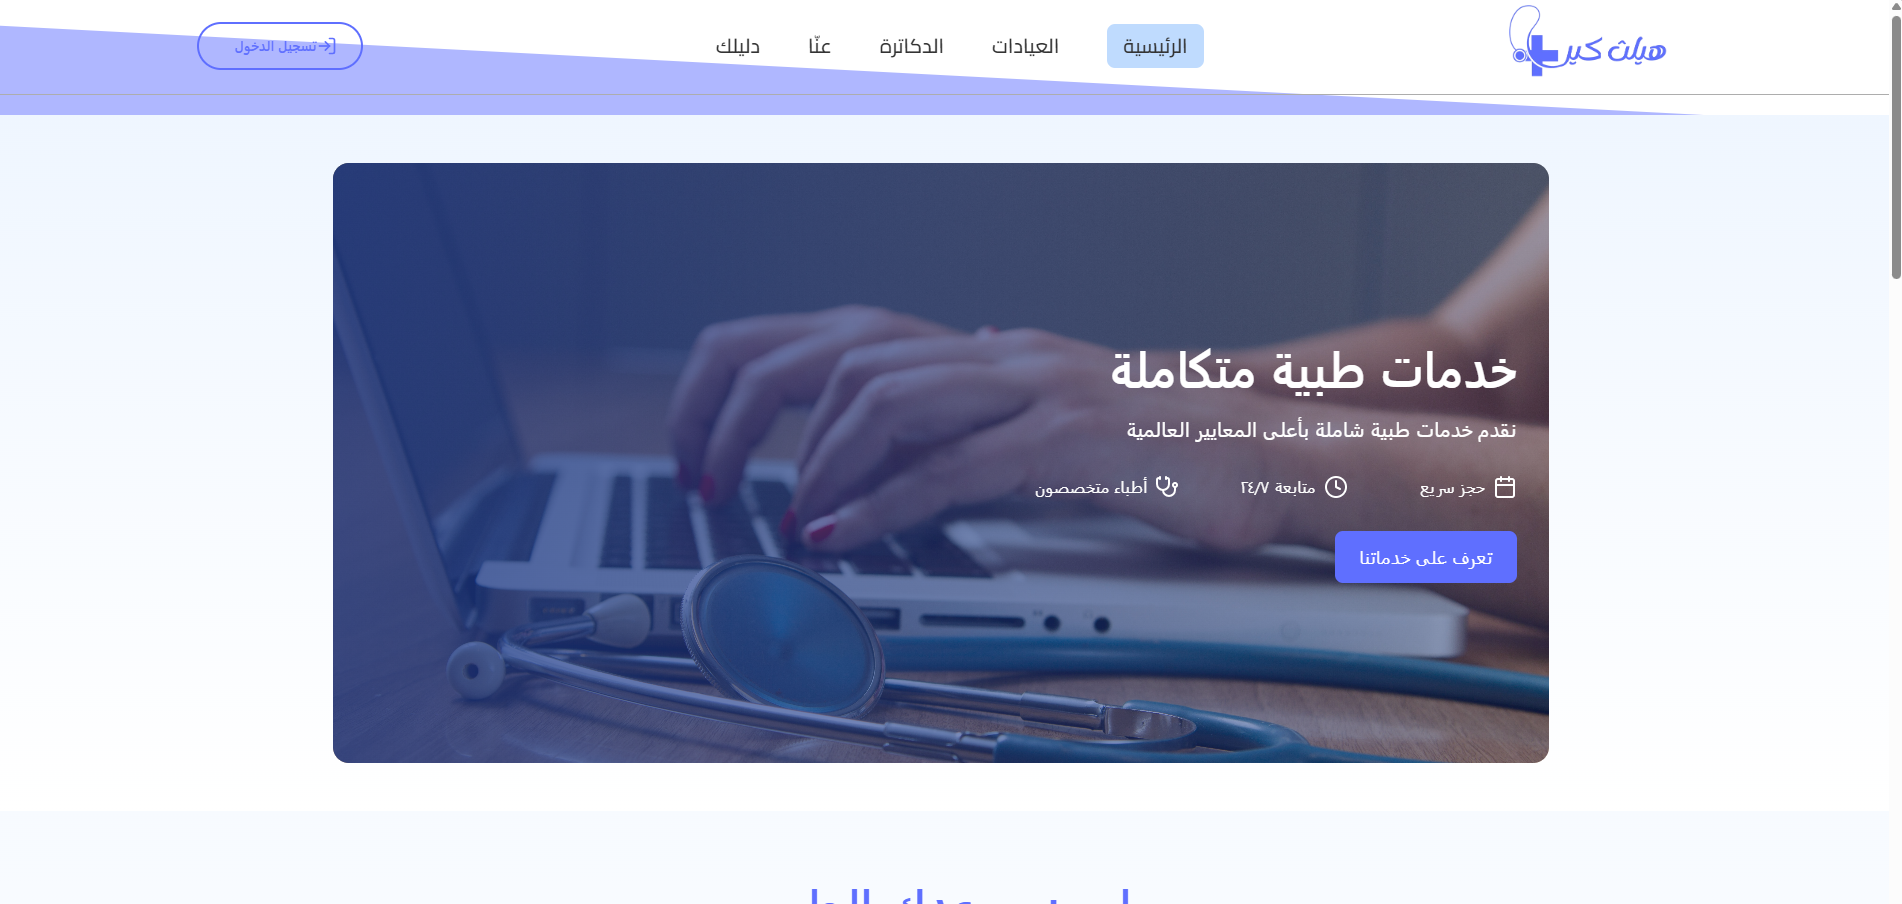 هيلث كير
الرئيسية
العيادات
الدكاترة
عنّا
دليلك
تسجيل الدخول
خدمات طبية متكاملة
نقدم خدمات طبية شاملة بأعلى المعايير العالمية
حجز سريع
متابعة ٢٤/٧
أطباء متخصصون
تعرف على خدماتنا